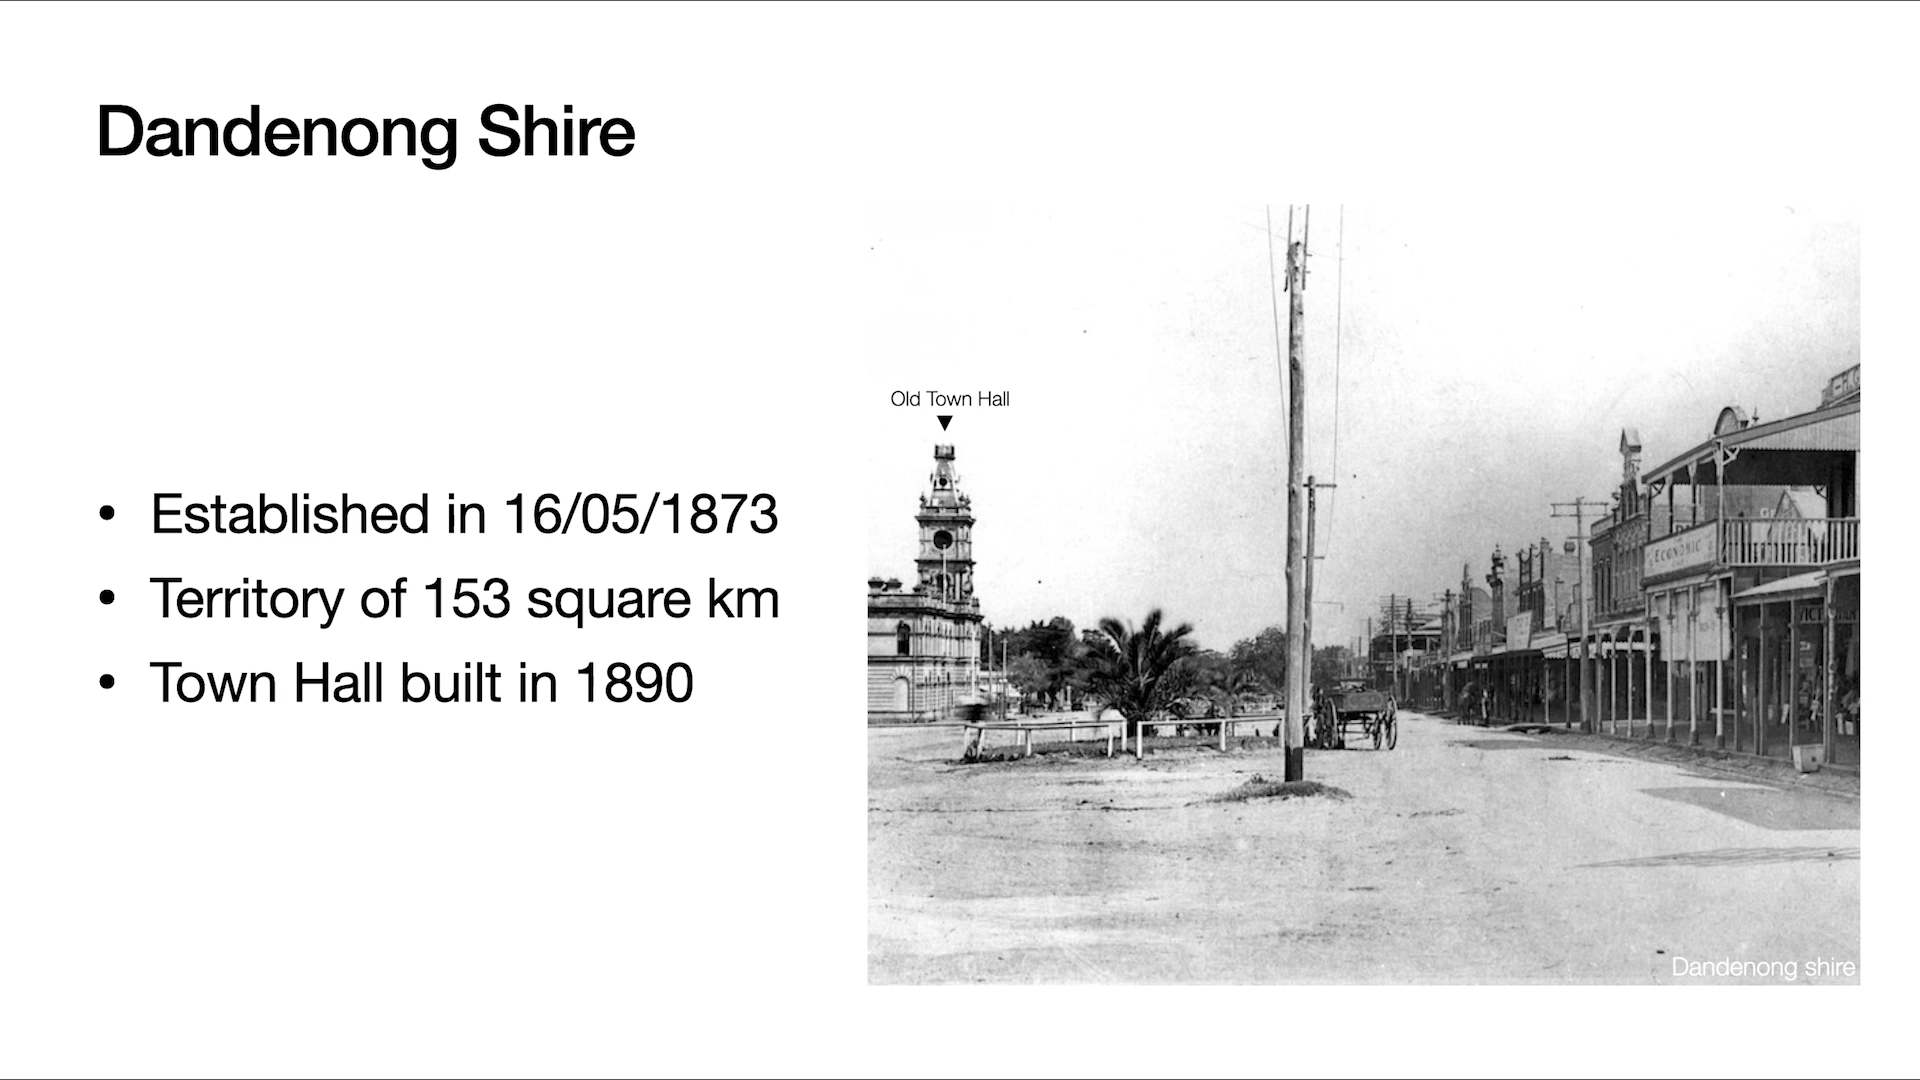 Dandenong Shire
• Established in 16/05/1873
• Territory of 153 square km
• Town Hall built in 1890
Old Town Hall
ECONOMIC
Dandenong shire